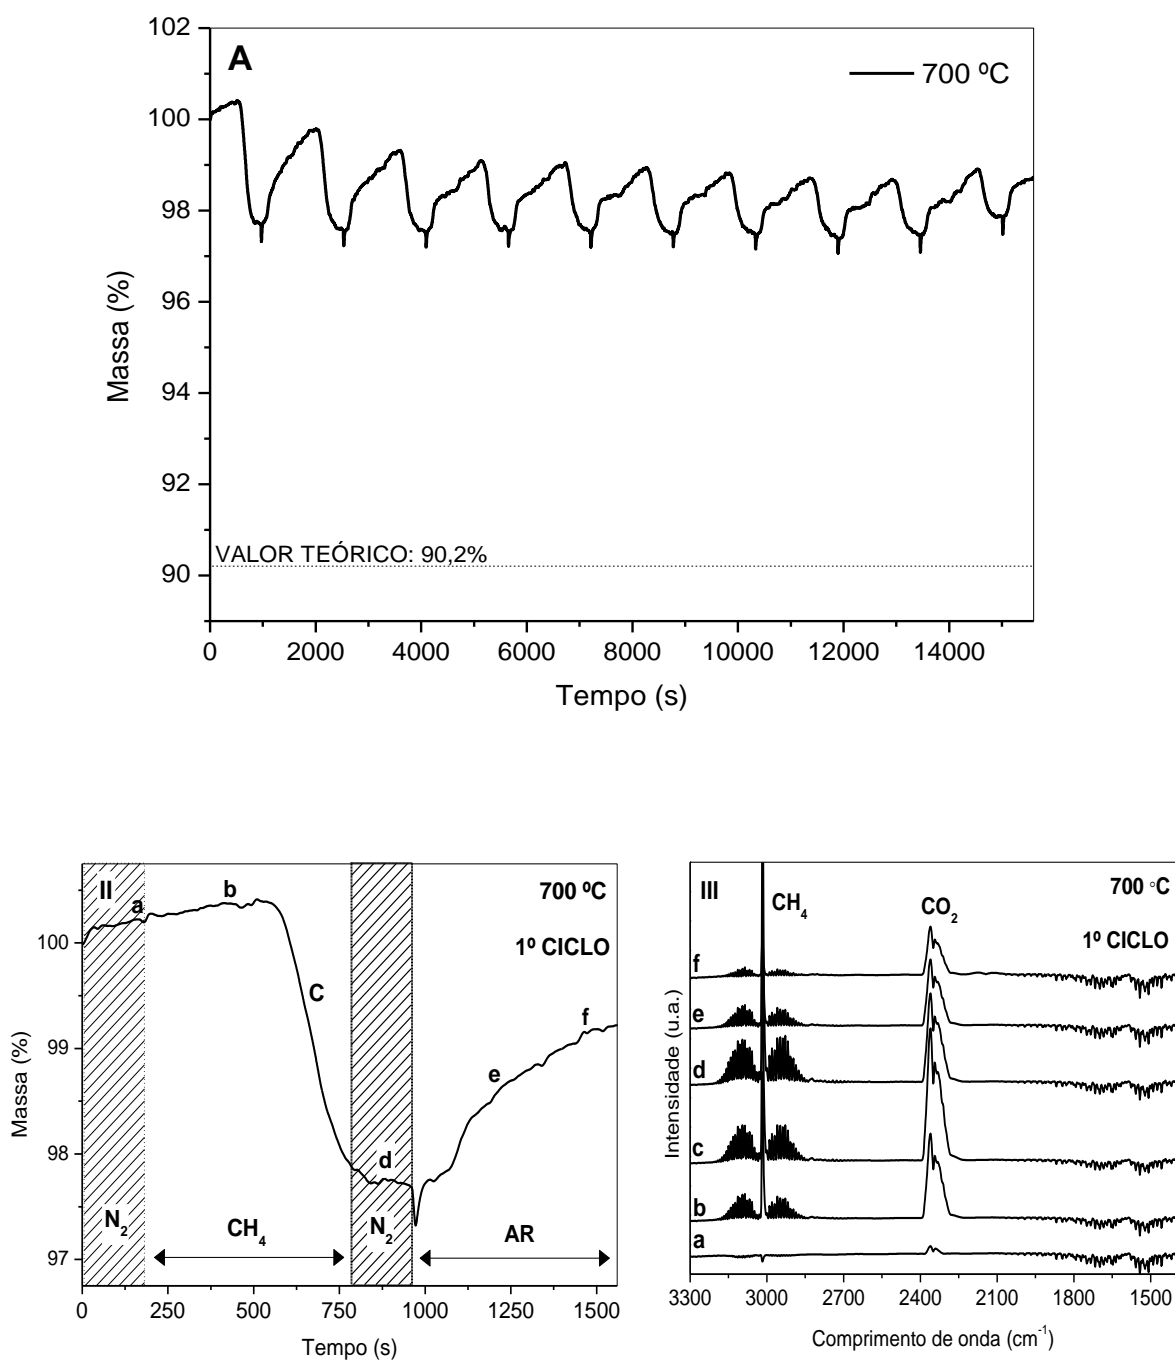 102
A
700 ºC
100
98
96
94
92
90
Massa (%)
VALOR TEÓRICO: 90,2%
0 2000 4000 6000 8000 10000 12000 14000
Tempo (s)
II
a
b
700 ºC
1º CICLO
C
d
e
f
N2
CH4
N2
AR
100
99
98
97
Massa (%)
0 250 500 750 1000 1250 1500
Tempo (s)
III
CH4
CO2
700 ◦C
1º CICLO
f
e
d
c
b
a
Intensidade (u.a.)
3300 3000 2700 2400 2100 1800 1500
Comprimento de onda (cm-1)